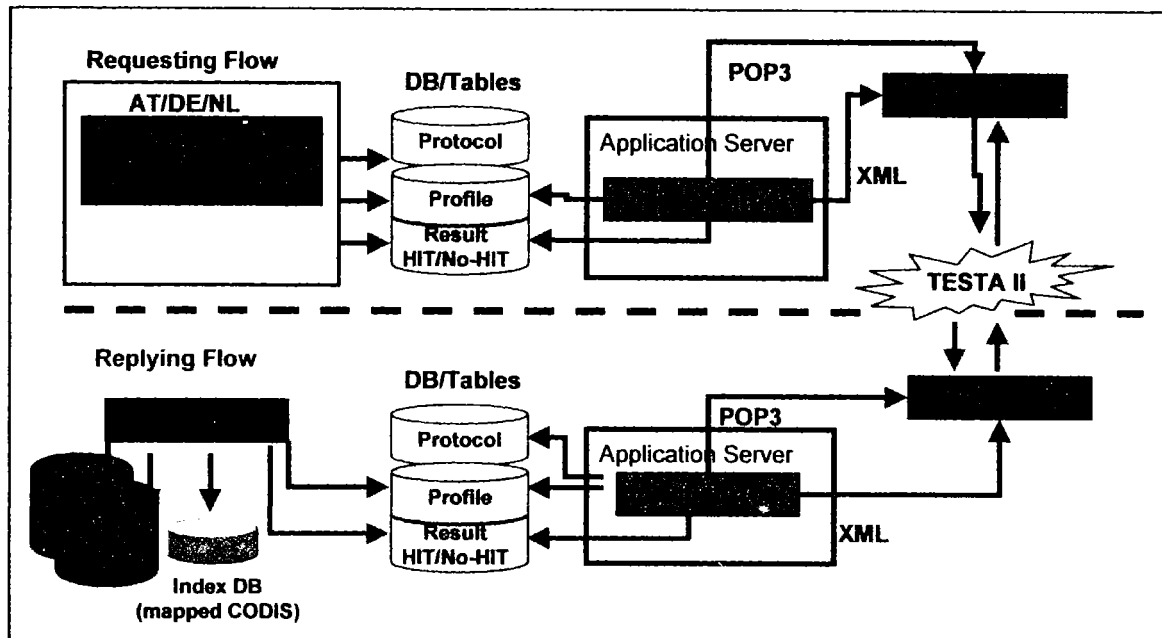 Requesting Flow
AT/DE/NL
DB/Tables
Protocol
Profile
Result
HIT/No-HIT
Application Server
POP3
XML
TESTA II
Replying Flow
DB/Tables
Protocol
Profile
Result
HIT/No-HIT
Application Server
POP3
XML
Index DB
(mapped CODIS)